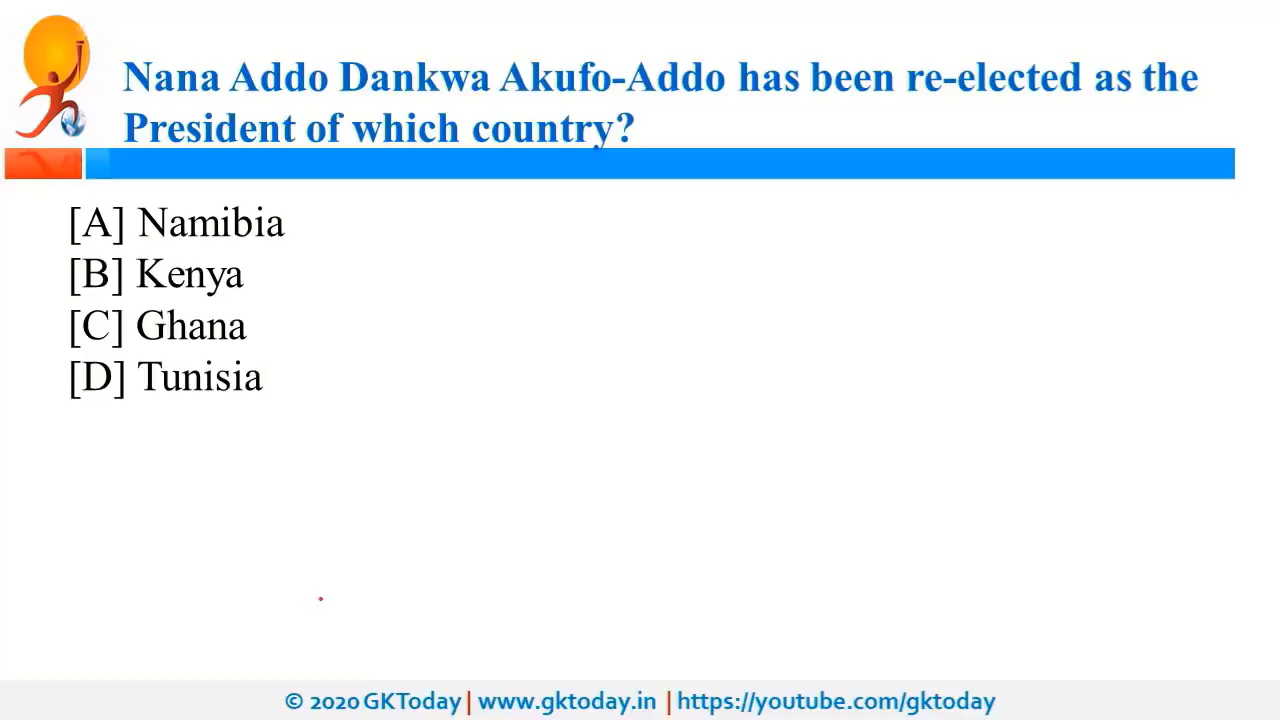 Nana Addo Dankwa Akufo-Addo has been re-elected as the
President of which country?
[A] Namibia
[B] Kenya
[C] Ghana
[D] Tunisia
© 2020 GKToday | www.gktoday.in | https://youtube.com/gktoday